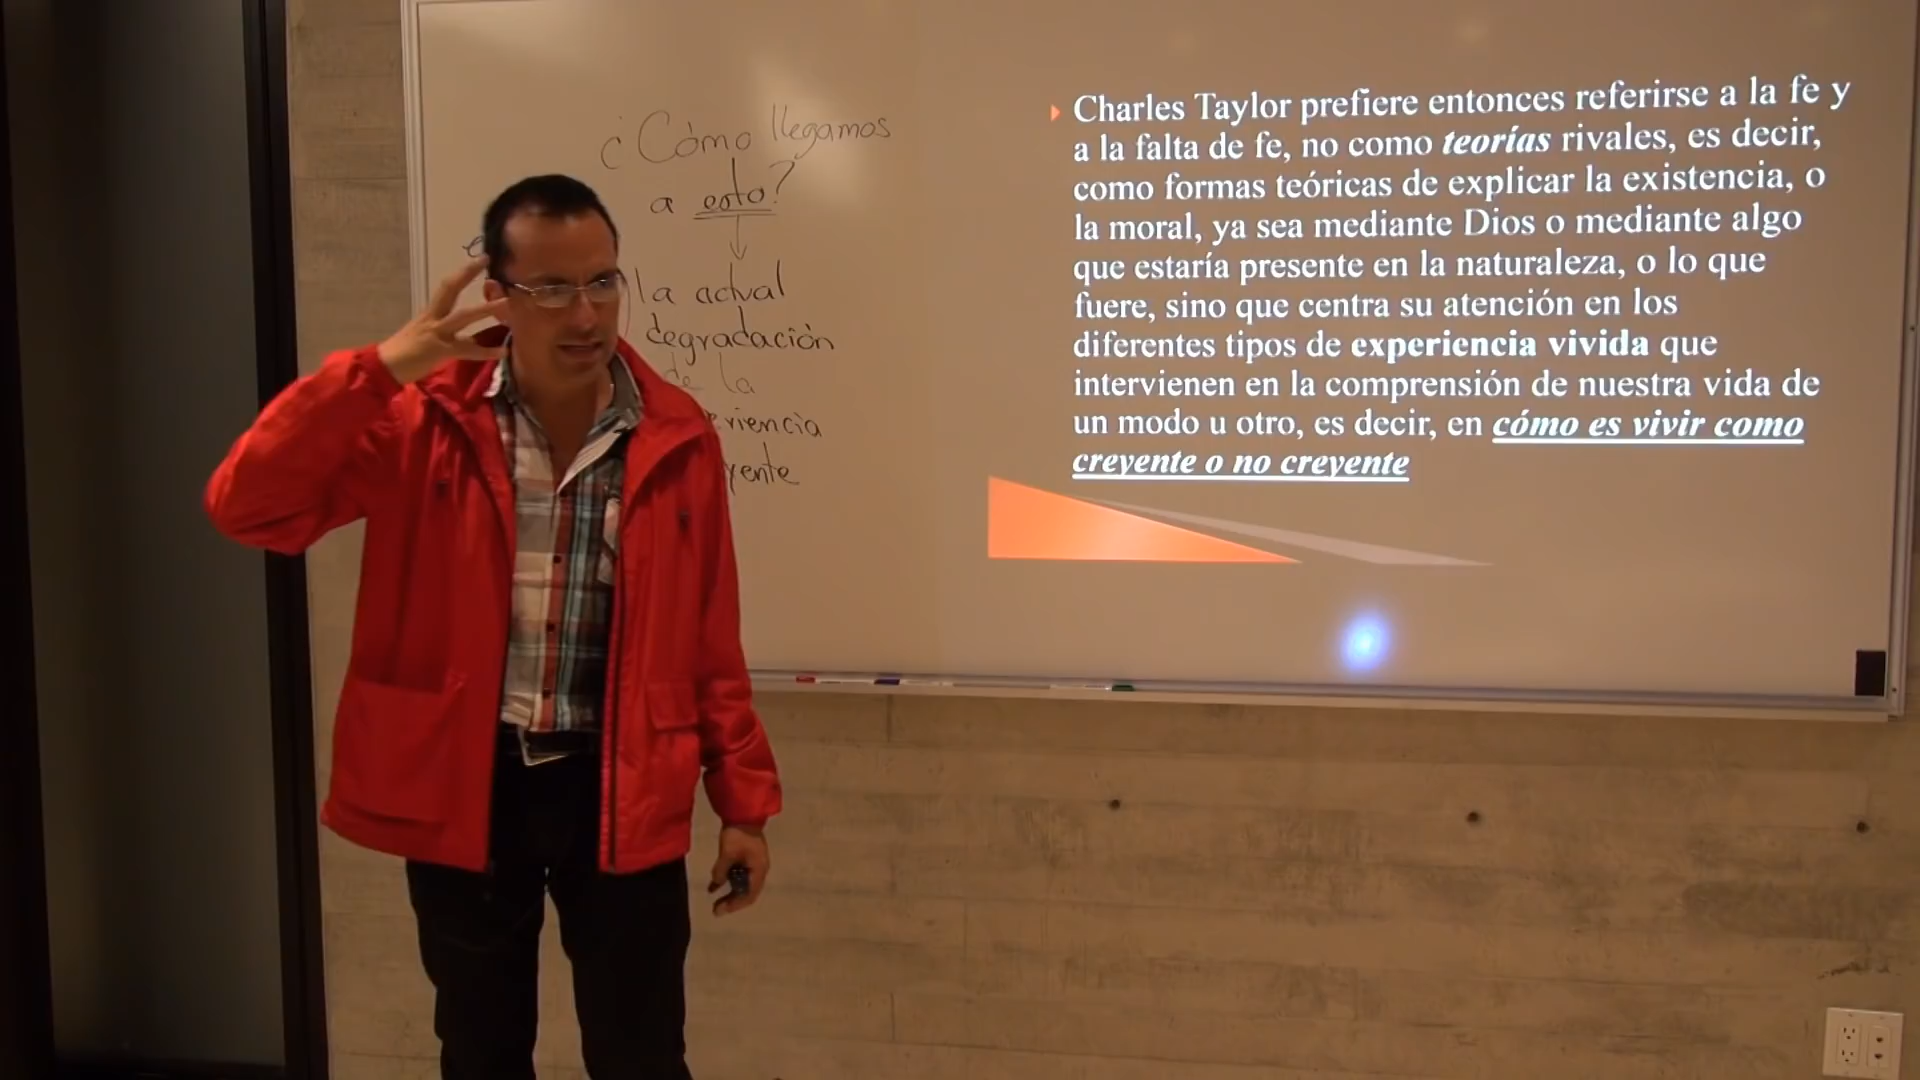 ¿Cómo llegamos
a esto?
la actual
degradación
de la
riencia
yente
Charles Taylor prefiere entonces referirse a la fe y
a la falta de fe, no como teorías rivales, es decir,
como formas teóricas de explicar la existencia, o
la moral, ya sea mediante Dios o mediante algo
que estaría presente en la naturaleza, o lo que
fuere, sino que centra su atención en los
diferentes tipos de experiencia vivida que
intervienen en la comprensión de nuestra vida de
un modo u otro, es decir, en cómo es vivir como
creyente o no creyente